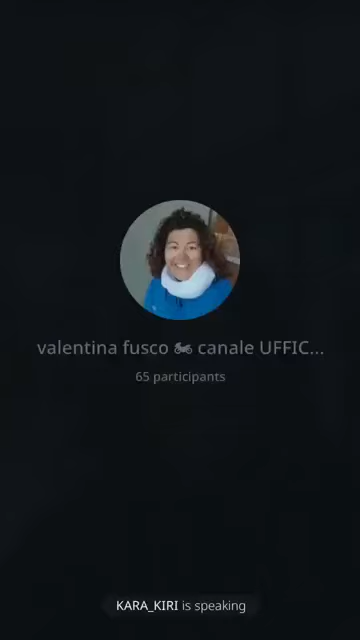 valentina fusco 🏍 canale UFFIC...
65 participants
KARA_KIRI is speaking